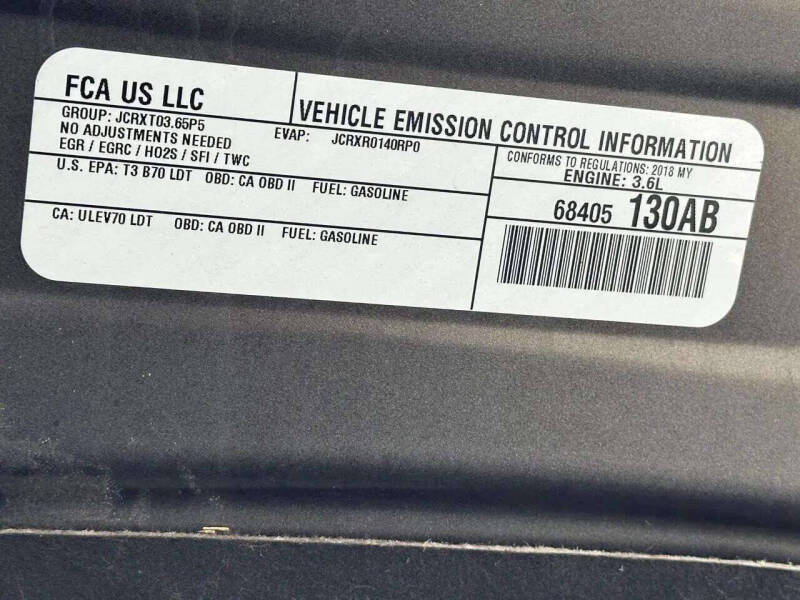 FCA US LLC
VEHICLE EMISSION CONTROL INFORMATION
GROUP: JCRXT03.65P5
EVAP: JCRXR0140RP0
NO ADJUSTMENTS NEEDED
EGR / EGRC / HO2S / SFI / TWC
CONFORMS TO REGULATIONS: 2018 MY
ENGINE: 3.6L
U.S. EPA: T3 B70 LDT OBD: CA OBD II FUEL: GASOLINE
68405 130AB
CA: ULEV70 LDT OBD: CA OBD II FUEL: GASOLINE